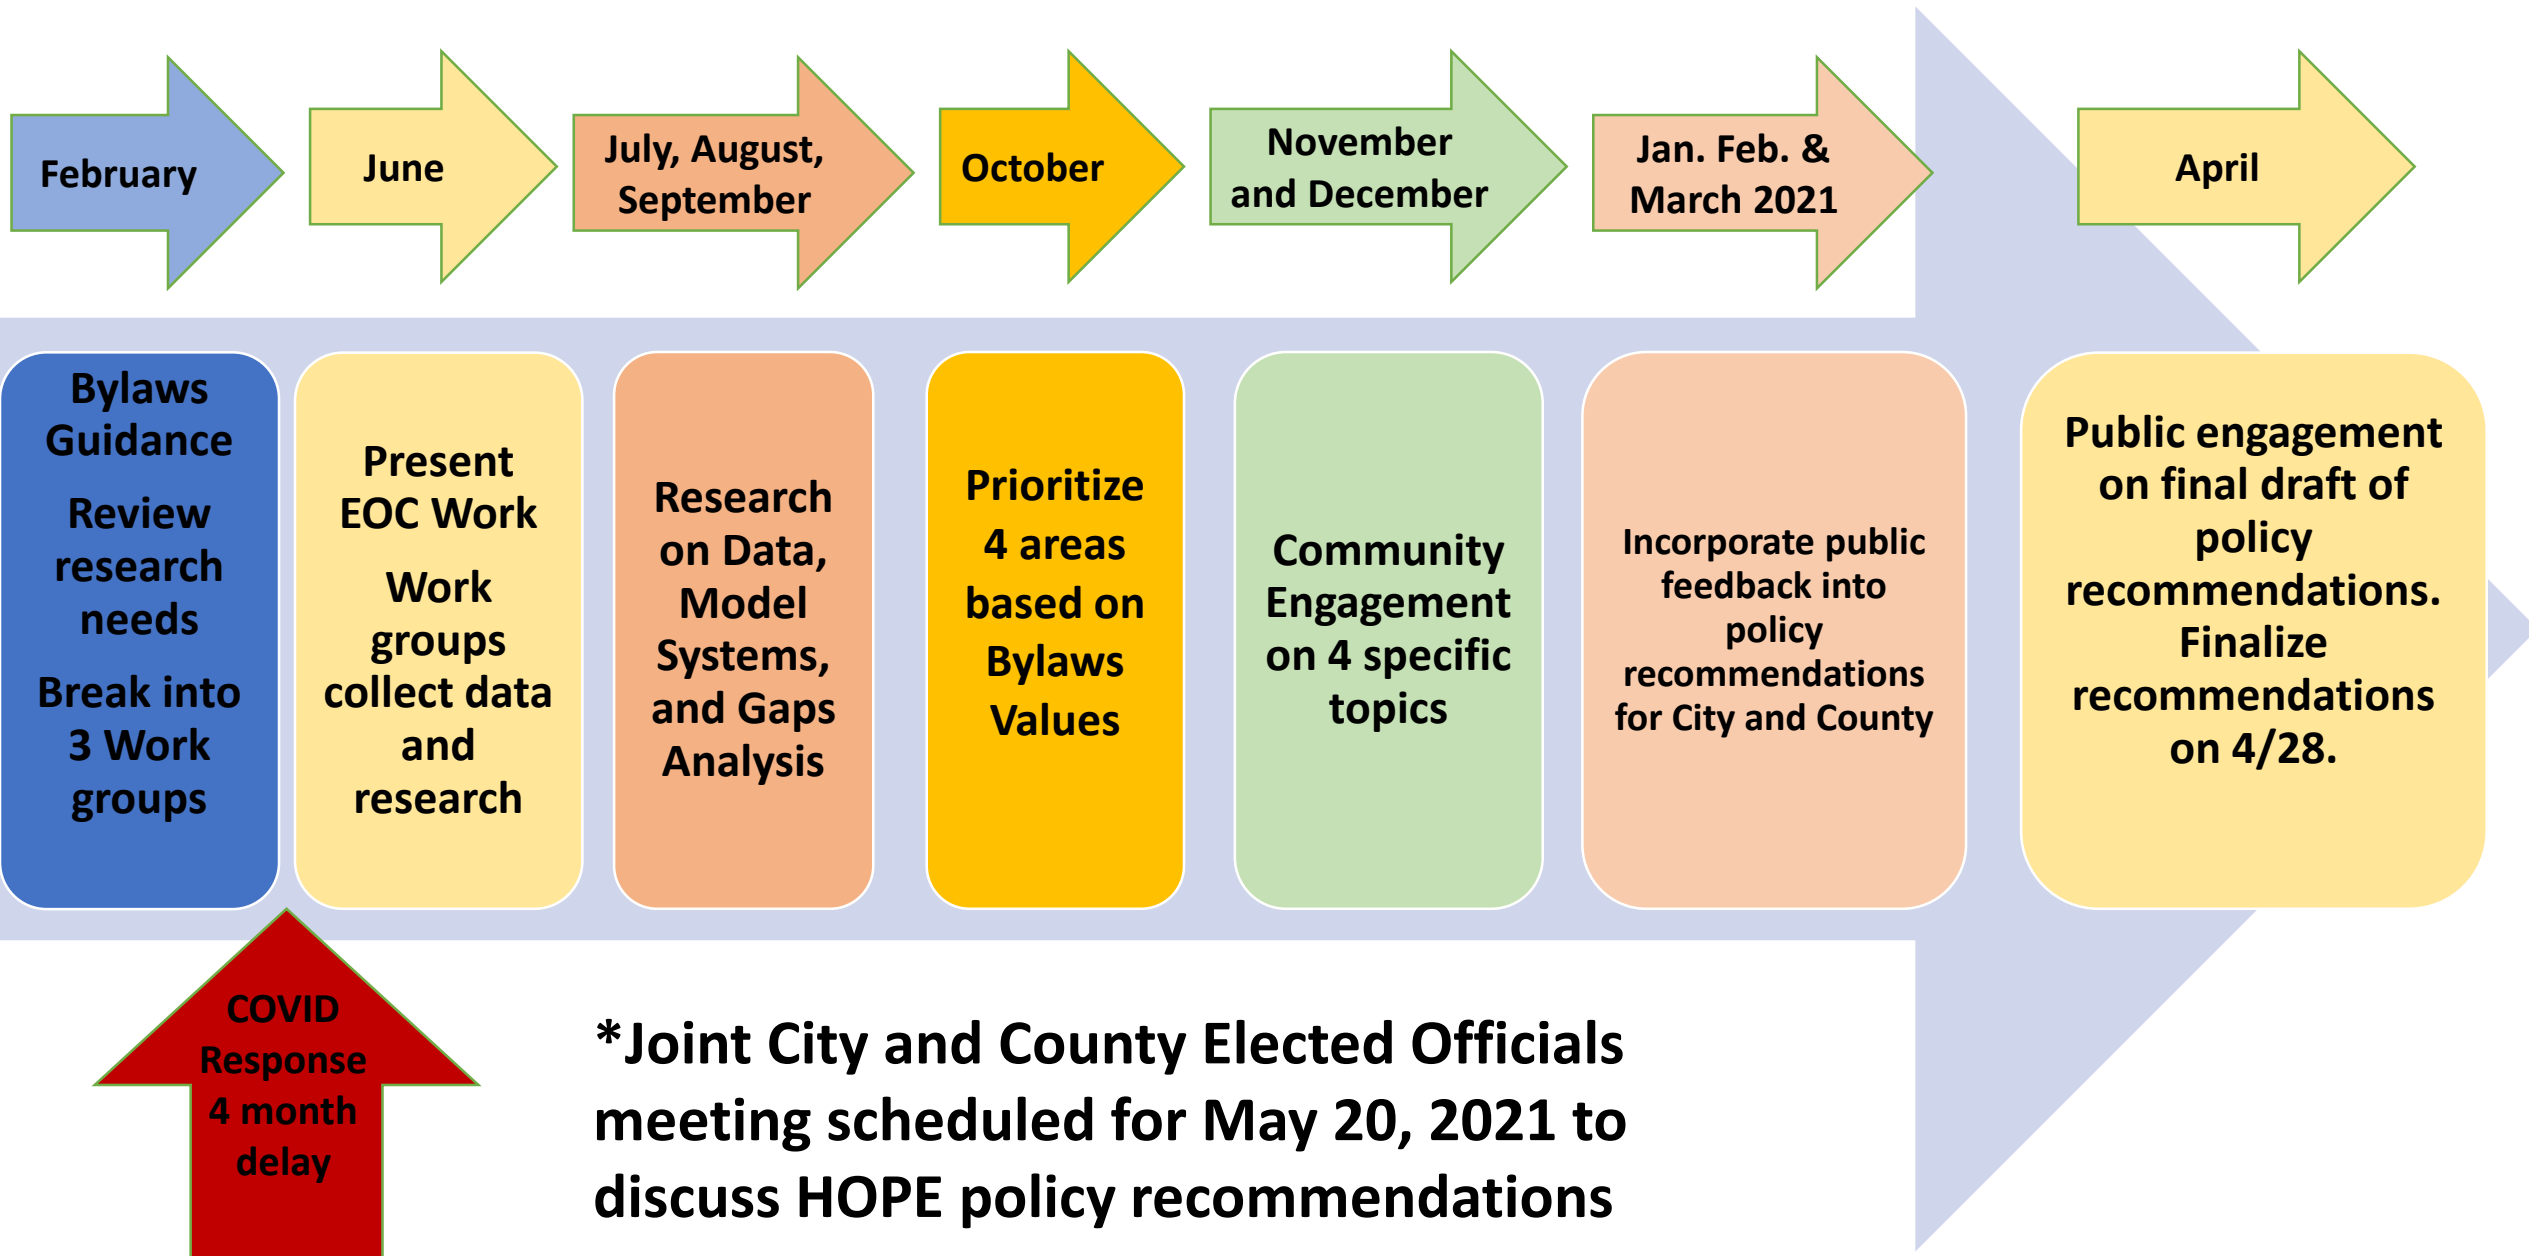 February
June
July, August,
September
October
November
and December
Jan. Feb. &
March 2021
April
Bylaws
Guidance
Review
research
needs
Break into
3 Work
groups
Present
EOC Work
Work
groups
collect data
and
research
Research
on Data,
Model
Systems,
and Gaps
Analysis
Prioritize
4 areas
based on
Bylaws
Values
Community
Engagement
on 4 specific
topics
Incorporate public
feedback into
policy
recommendations
for City and County
Public engagement
on final draft of
policy
recommendations.
Finalize
recommendations
on 4/28.
COVID
Response
4 month
delay
*Joint City and County Elected Officials
meeting scheduled for May 20, 2021 to
discuss HOPE policy recommendations